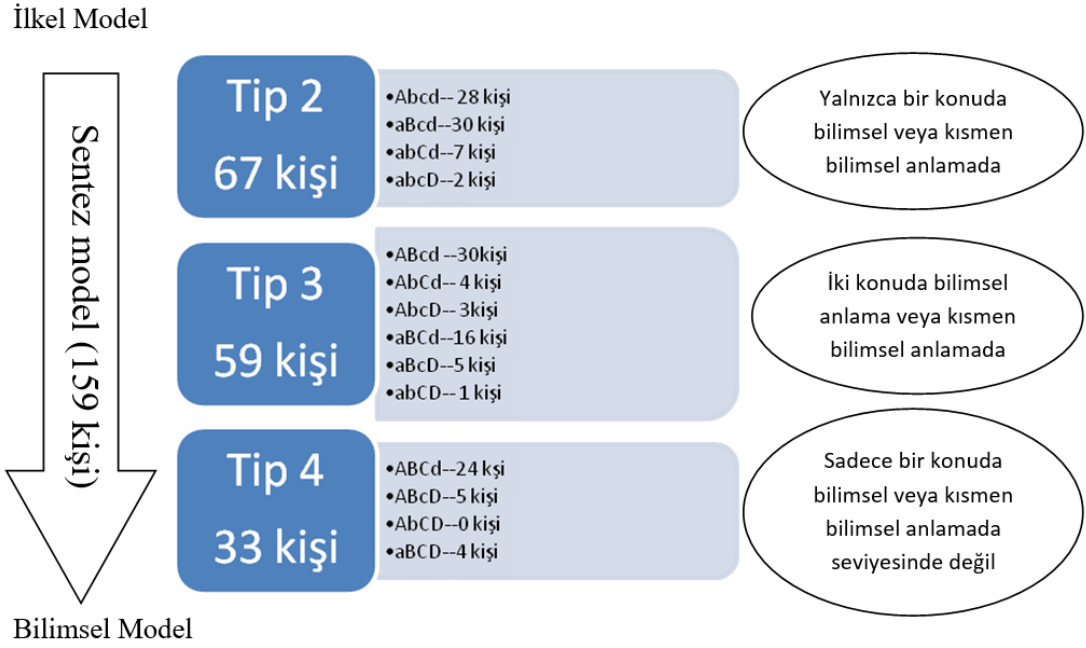 İlkel Model
Sentez model (159 kişi)
Tip 2
67 kişi
•Abcd-- 28 kişi
•aBcd--30 kişi
•abCd--7 kişi
•abcD--2 kişi
Yalnızca bir konuda
bilimsel veya kısmen
bilimsel anlamada
Tip 3
59 kişi
•ABcd --30kişi
•AbCd-- 4 kişi
•AbcD-- 3kişi
•aBCd--16 kişi
•aBcD--5 kişi
•abCD-- 1 kişi
İki konuda bilimsel
anlama veya kısmen
bilimsel anlamada
Tip 4
33 kişi
•ABCd--24 kşi
•ABcD--5 kişi
•AbCD--0 kişi
•aBCD--4 kişi
Sadece bir konuda
bilimsel veya kısmen
bilimsel anlamada
seviyesinde değil
Bilimsel Model